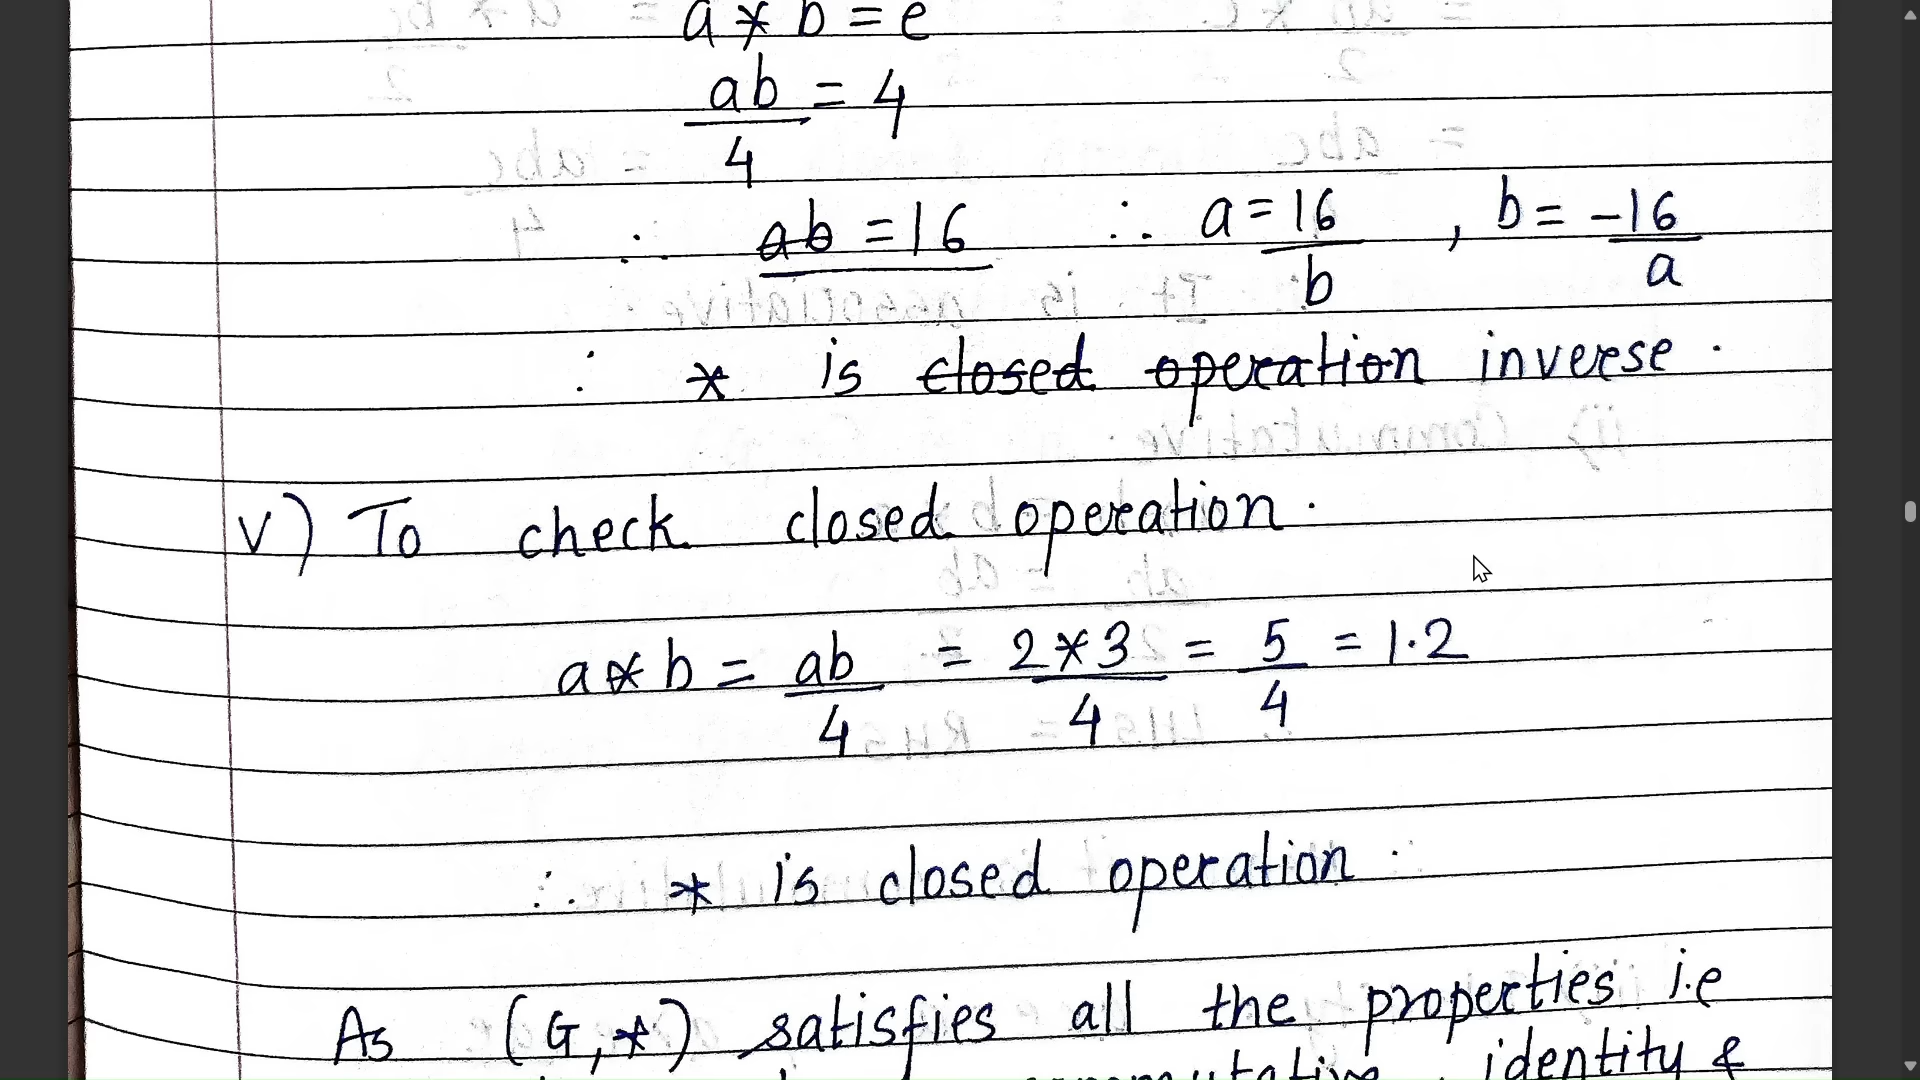 a * b = e
ab/4 = 4
∴ ab = 16 ∴ a = 16/b , b = -16/a
∴ * is closed operation inverse.
v) To check closed operation.
a * b = ab/4 = 2*3/4 = 5/4 = 1.2
∴ * is closed operation.
As (G, *) satisfies all the properties i.e
identity &